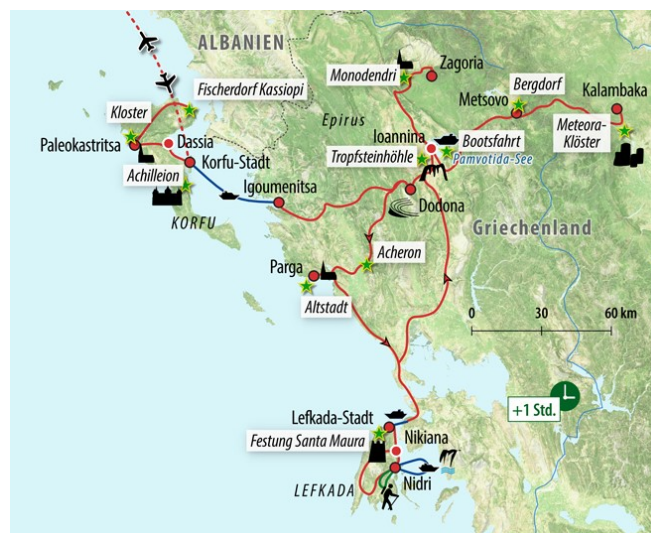 ALBANIEN
Monodendri
Zagoria
Fischerdorf Kassiopi
Kloster
Bergdorf
Kalambaka
Metsovo
Epirus
Paleokastritsa
Dassia
Ioannina
Bootsfahrt
Meteora-
Klöster
Korfu-Stadt
Tropfsteinhöhle
Pamvotida-See
Achilleion
Igoumenitsa
Dodona
KORFU
Griechenland
Acheron
Parga
Altstadt
0 30 60 km
+1 Std.
Lefkada-Stadt
Festung Santa Maura
Nikiana
LEFKADA
Nidri